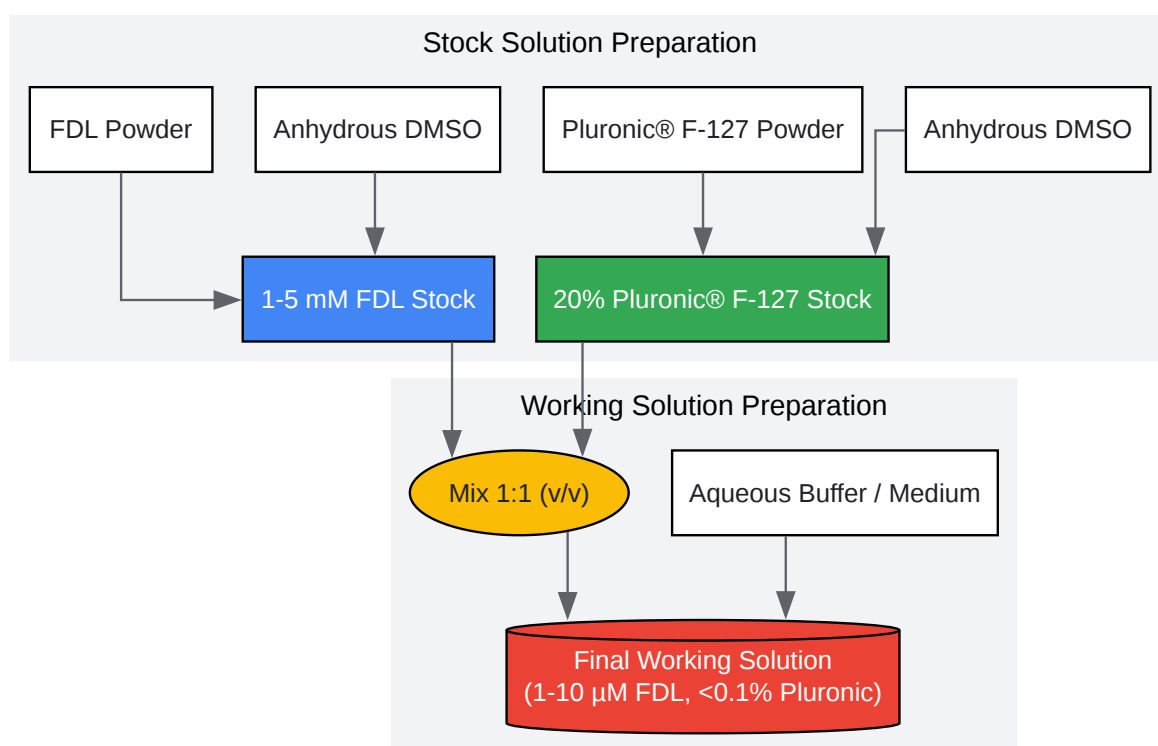 Stock Solution Preparation
FDL Powder
Anhydrous DMSO
Pluronic® F-127 Powder
Anhydrous DMSO
1-5 mM FDL Stock
20% Pluronic® F-127 Stock
Working Solution Preparation
Mix 1:1 (v/v)
Aqueous Buffer / Medium
Final Working Solution
(1-10 µM FDL, <0.1% Pluronic)